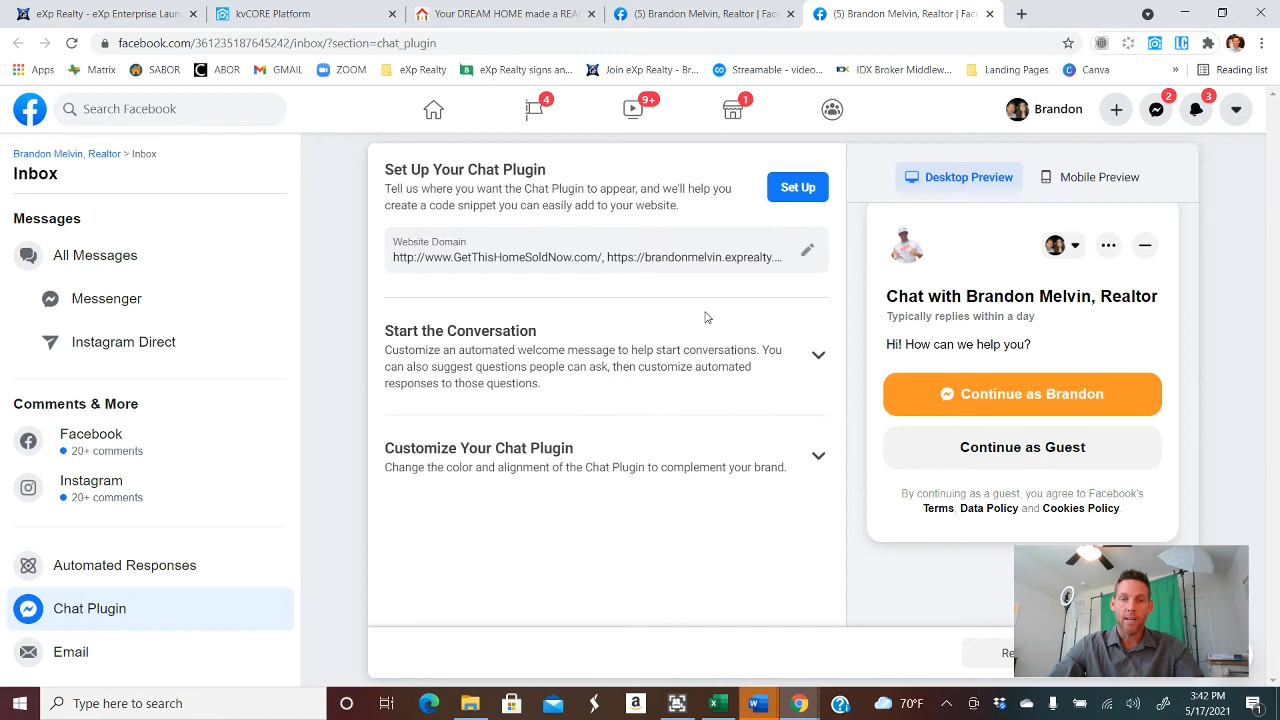 eXp Realty Enterprise Laun
kvCORE Platform
Your DREAM HOME made a REA
(5) Brandon Melvin, Realtor | Fac
(5) Brandon Melvin, Realtor | Fac
facebook.com/361235187645242/inbox/?section=chat_plugin
Apps
Matrix
SABOR
ABOR
GMAIL
ZOOM
eXp Realty
eXp Realty signs an...
Join eXp Realty - Br...
Streamable - video...
IDX Broker Middlew...
Landing Pages
Canva
»
Reading list
Search Facebook
4
9+
1
Brandon
2
3
Brandon Melvin, Realtor > Inbox
Inbox
Messages
All Messages
Messenger
Instagram Direct
Comments & More
Facebook
20+ comments
Instagram
20+ comments
Automated Responses
Chat Plugin
Email
Set Up Your Chat Plugin
Tell us where you want the Chat Plugin to appear, and we'll help you
create a code snippet you can easily add to your website.
Set Up
Website Domain
http://www.GetThisHomeSoldNow.com/, https://brandonmelvin.exprealty....
Start the Conversation
Customize an automated welcome message to help start conversations. You
can also suggest questions people can ask, then customize automated
responses to those questions.
Customize Your Chat Plugin
Change the color and alignment of the Chat Plugin to complement your brand.
Desktop Preview
Mobile Preview
Chat with Brandon Melvin, Realtor
Typically replies within a day
Hi! How can we help you?
Continue as Brandon
Continue as Guest
By continuing as a guest, you agree to Facebook's
Terms, Data Policy and Cookies Policy.
Re
Type here to search
70°F
3:42 PM
5/17/2021